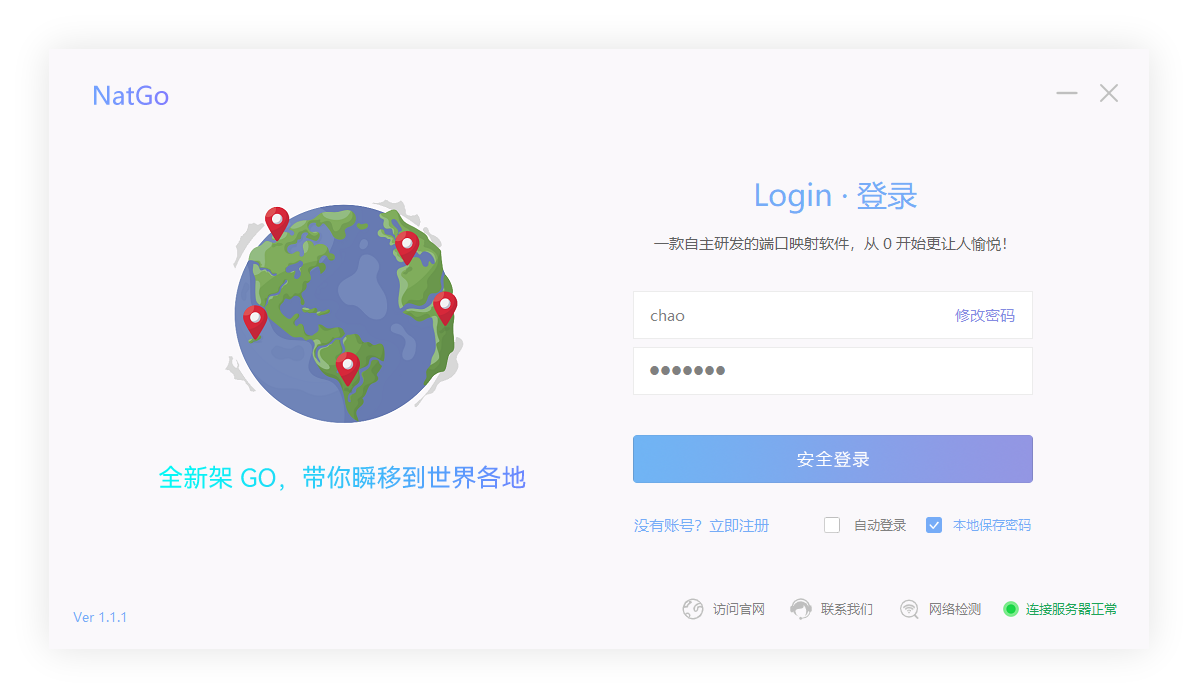 NatGo
Login · 登录
一款自主研发的端口映射软件，从 0 开始更让人愉悦！
chao 修改密码
●●●●●●●
安全登录
没有账号？立即注册 自动登录 本地保存密码
全新架 GO，带你瞬移到世界各地
Ver 1.1.1
访问官网 联系我们 网络检测 连接服务器正常